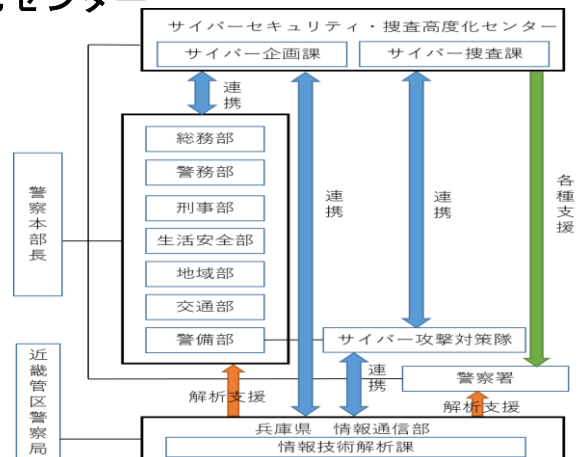 センター
サイバーセキュリティ・捜査高度化センター
サイバー企画課
サイバー捜査課
連携
総務部
警務部
刑事部
生活安全部
地域部
交通部
警備部
警察本部長
連携
連携
各種支援
サイバー攻撃対策隊
連携
警察署
近畿管区警察局
解析支援
解析支援
兵庫県 情報通信部
情報技術解析課